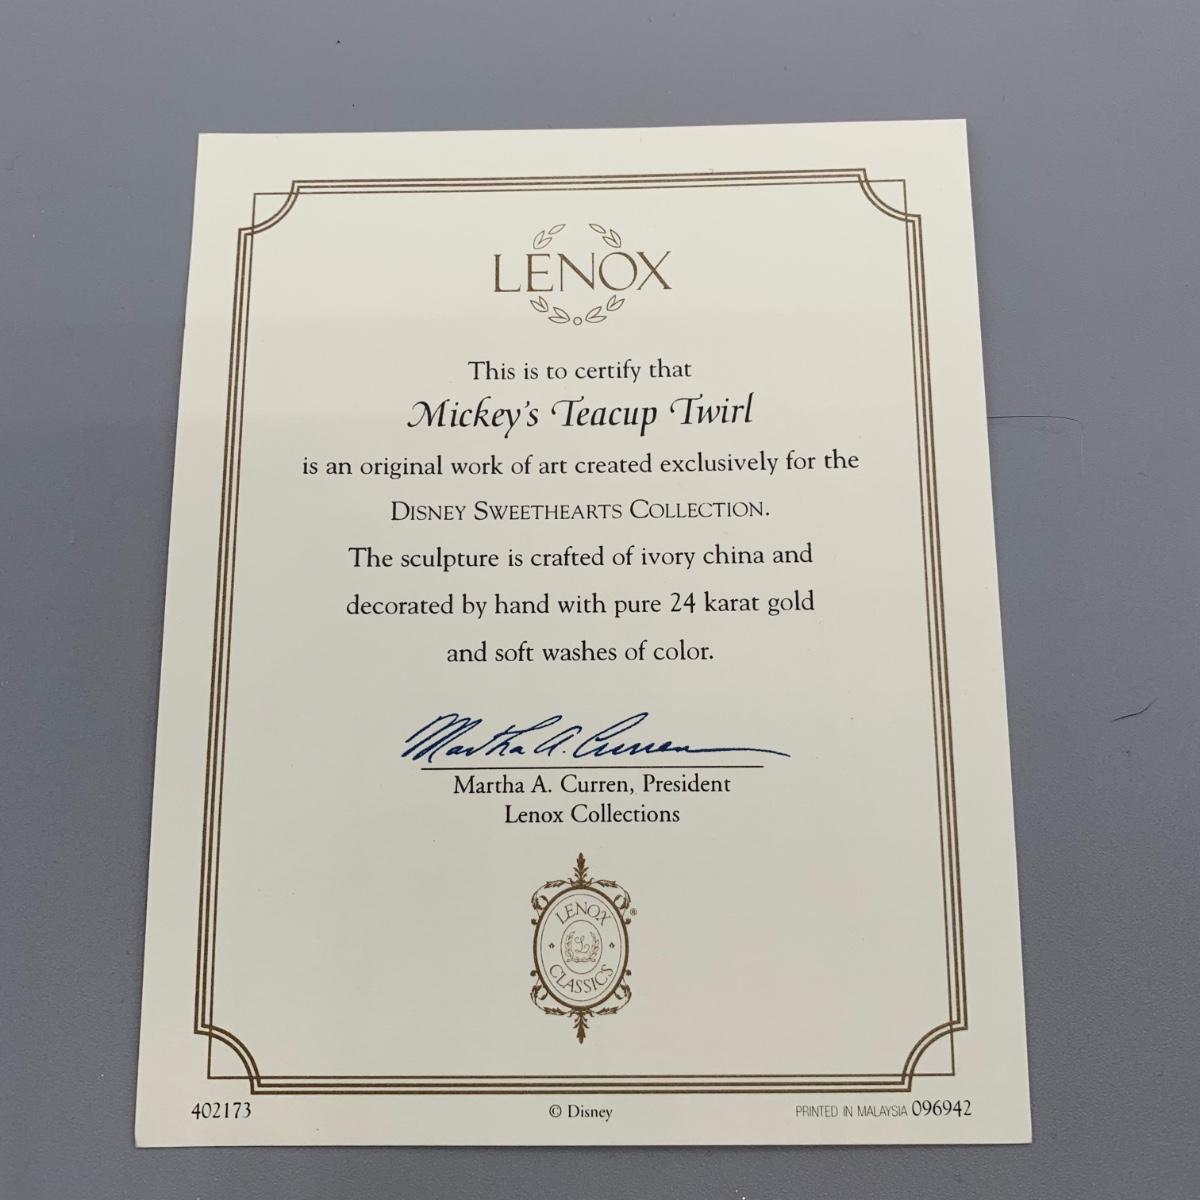 LENOX
This is to certify that
Mickey's Teacup Twirl
is an original work of art created exclusively for the
DISNEY SWEETHEARTS COLLECTION.
The sculpture is crafted of ivory china and
decorated by hand with pure 24 karat gold
and soft washes of color.
Martha A. Curren
Martha A. Curren, President
Lenox Collections
LENOX ®
L
CLASSICS
402173 © Disney PRINTED IN MALAYSIA 096942